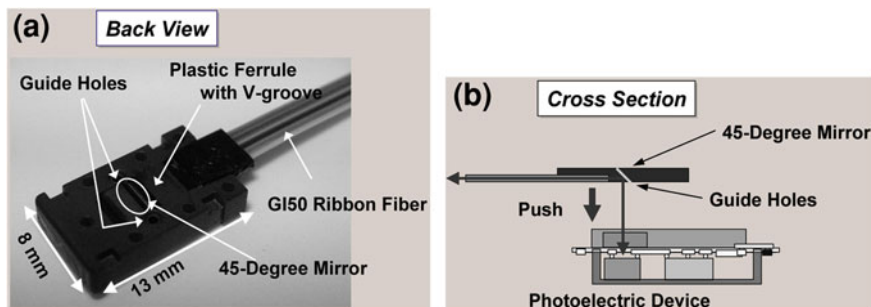 (a)
Back View
Guide Holes
Plastic Ferrule
with V-groove
GI50 Ribbon Fiber
8 mm
13 mm
45-Degree Mirror
(b)
Cross Section
45-Degree Mirror
Guide Holes
Push
Photoelectric Device